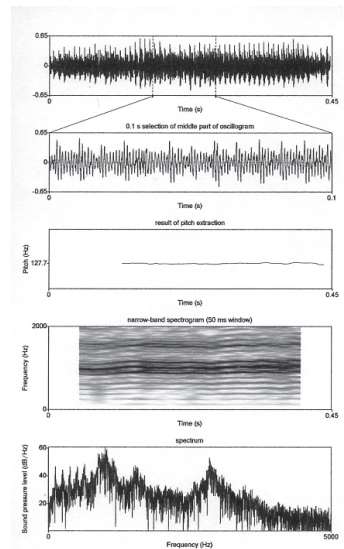 0.65
0
-0.65
0
0.45
Time (s)
0.1 s selection of middle part of oscillogram
0.65
0
-0.65
0
0.1
Time (s)
result of pitch extraction
Pitch (Hz)
127.7
0
0.45
Time (s)
narrow-band spectrogram (50 ms window)
2000
Frequency (Hz)
0
0
0.45
Time (s)
spectrum
Sound pressure level (dB/Hz)
60
40
20
0
5000
Frequency (Hz)